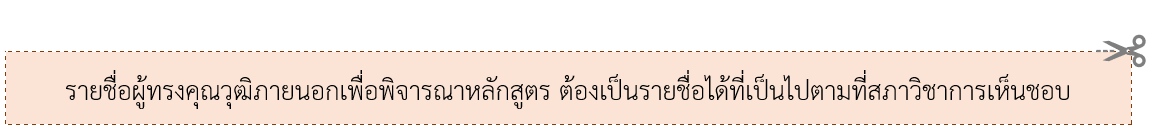 รายชื่อผู้ทรงคุณวุฒิภายนอกเพื่อพิจารณาหลักสูตร ต้องเป็นรายชื่อได้ที่เป็นไปตามที่สภาวิชาการเห็นชอบ